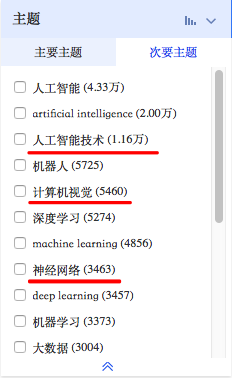 主题
主要主题 次要主题
人工智能 (4.33万)
artificial intelligence (2.00万)
人工智能技术 (1.16万)
机器人 (5725)
计算机视觉 (5460)
深度学习 (5274)
machine learning (4856)
神经网络 (3463)
deep learning (3457)
机器学习 (3373)
大数据 (3004)